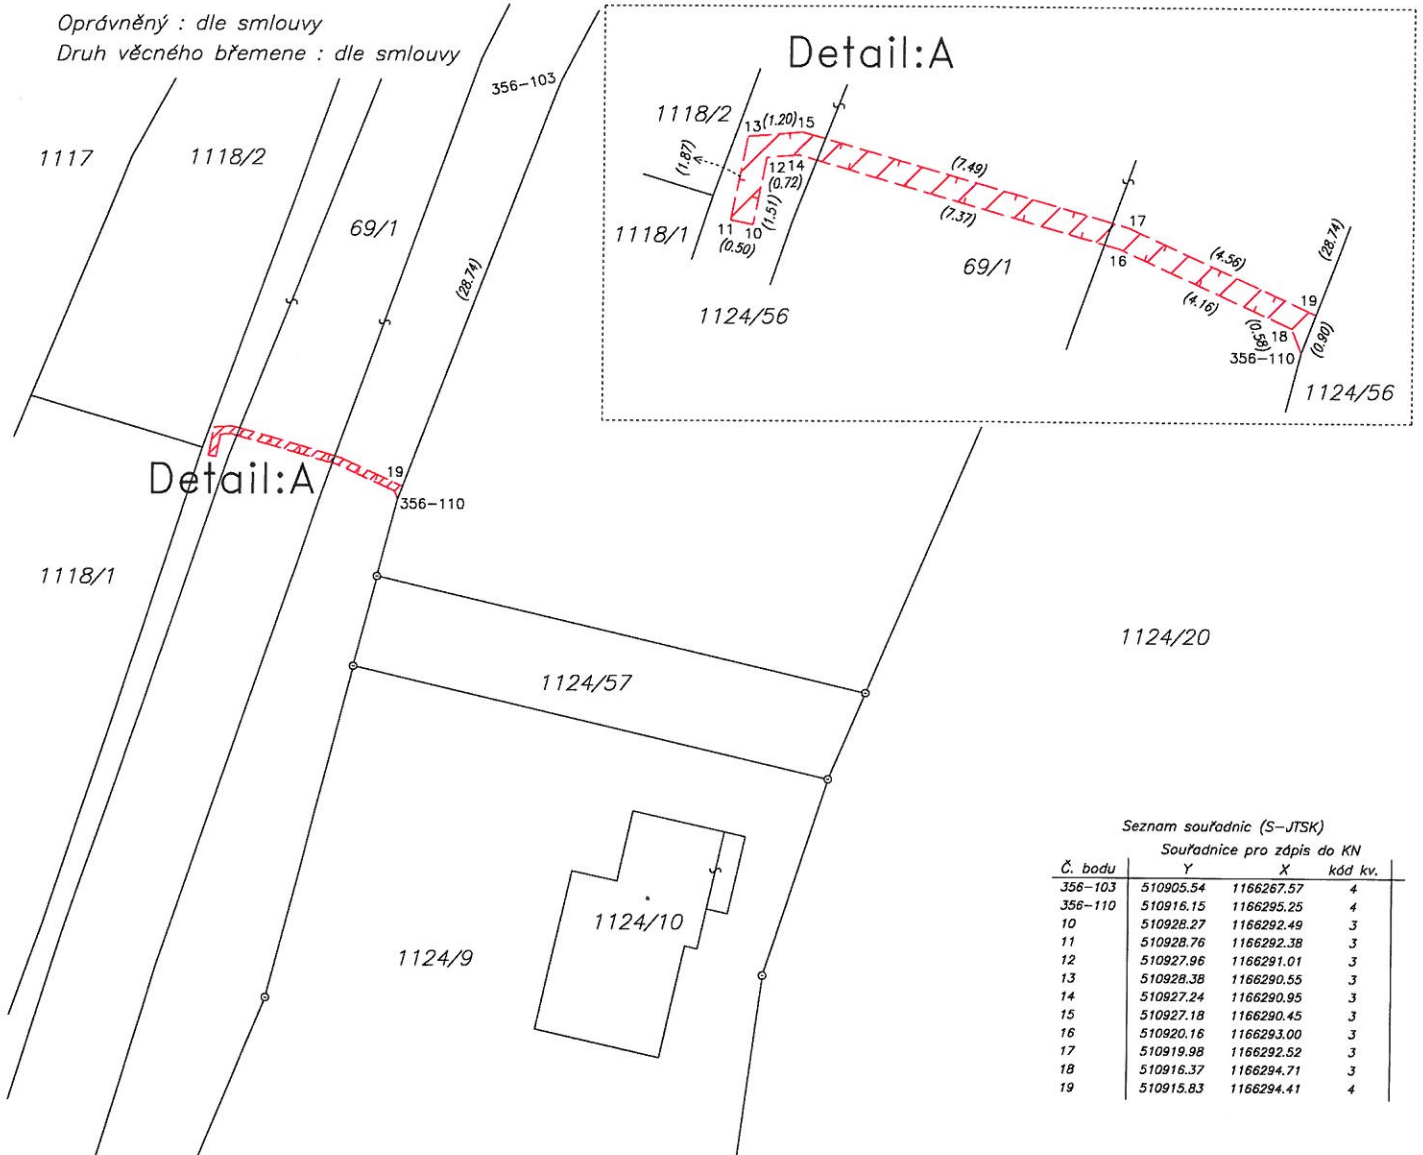 Oprávněný : dle smlouvy
Druh věcného břemene : dle smlouvy
356-103
1117
1118/2
69/1
(28.74)
Detail:A
19
356-110
1118/1
1124/57
1124/20
1124/10
1124/9
Detail:A
1118/2
13
(1.20)
15
(1.87)
12
14
(0.72)
(1.51)
11
10
(0.50)
1118/1
1124/56
(7.49)
(7.37)
69/1
17
16
(4.56)
(4.16)
(28.74)
19
18
(0.58)
(0.90)
356-110
1124/56
Seznam souřadnic (S-JTSK)
Souřadnice pro zápis do KN
Č. bodu Y X kód kv.
356-103 510905.54 1166267.57 4
356-110 510916.15 1166295.25 4
10 510928.27 1166292.49 3
11 510928.76 1166292.38 3
12 510927.96 1166291.01 3
13 510928.38 1166290.55 3
14 510927.24 1166290.95 3
15 510927.18 1166290.45 3
16 510920.16 1166293.00 3
17 510919.98 1166292.52 3
18 510916.37 1166294.71 3
19 510915.83 1166294.41 4